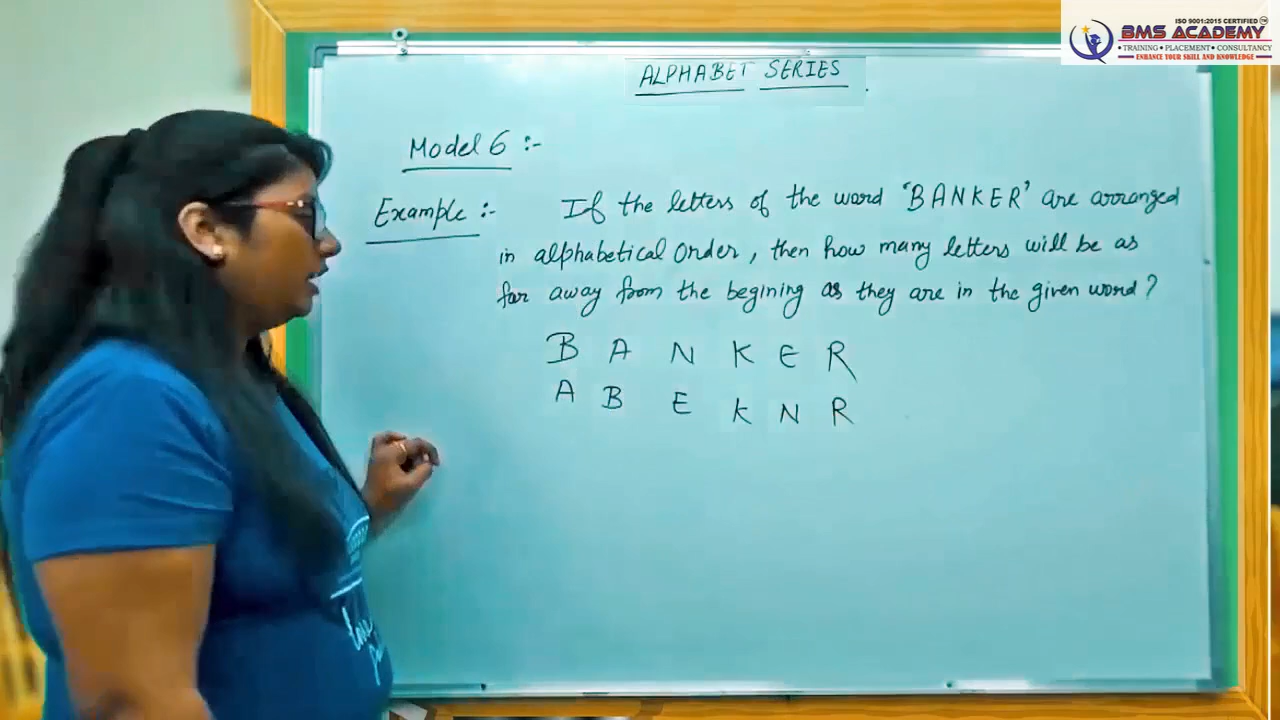 ISO 9001:2015 CERTIFIED
BMS ACADEMY
• TRAINING • PLACEMENT • CONSULTANCY
ENHANCE YOUR SKILL AND KNOWLEDGE
ALPHABET SERIES
Model 6 :-
Example :- If the letters of the word 'BANKER' are arranged
in alphabetical order, then how many letters will be as
far away from the begining as they are in the given word?
B A N K E R
A B E K N R